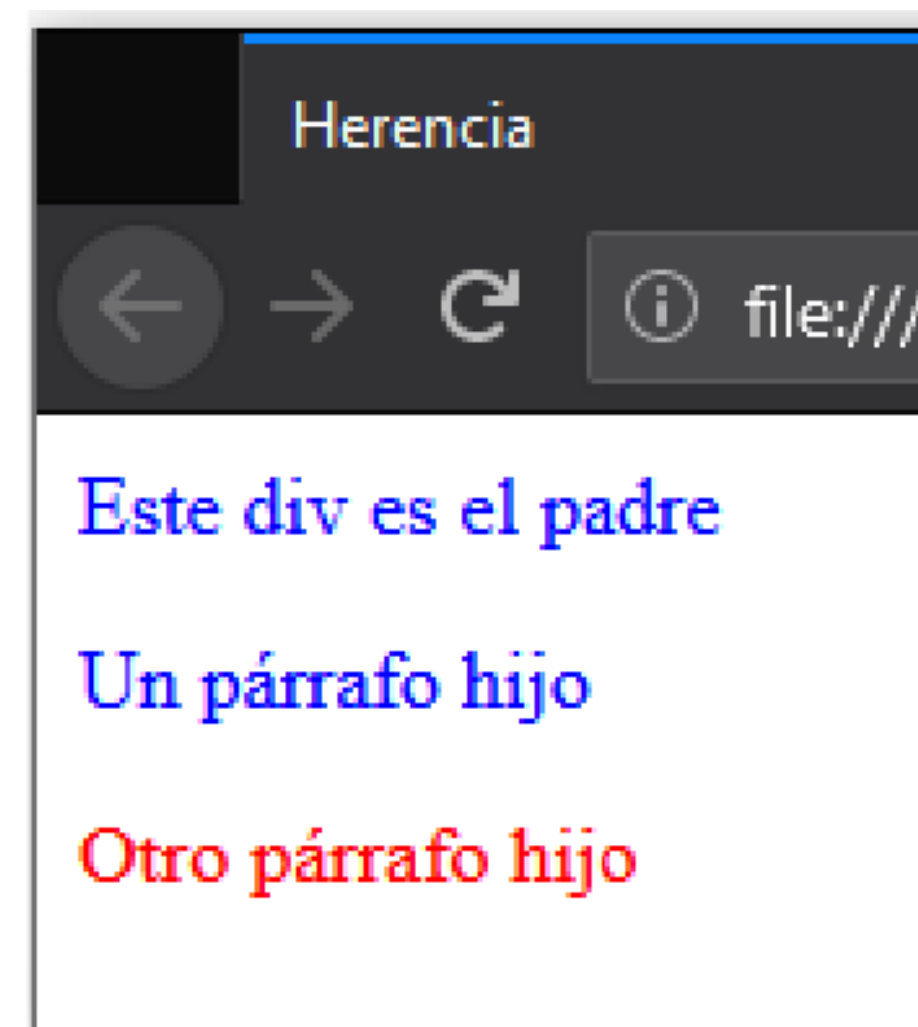 Herencia
file:///
Este div es el padre
Un párrafo hijo
Otro párrafo hijo